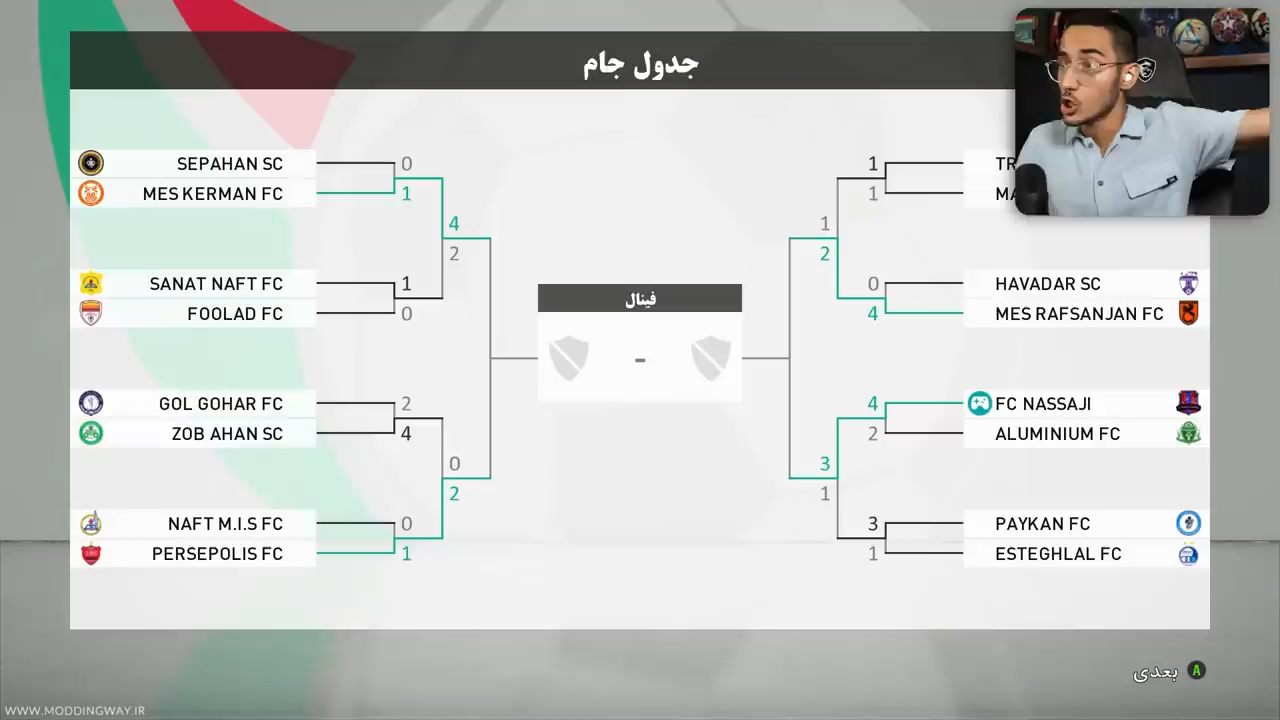 جدول جام
SEPAHAN SC 0
MES KERMAN FC 1
4
2
SANAT NAFT FC 1
FOOLAD FC 0
GOL GOHAR FC 2
ZOB AHAN SC 4
0
2
NAFT M.I.S FC 0
PERSEPOLIS FC 1
فینال
-
1 TR
1 MA
1
2
0 HAVADAR SC
4 MES RAFSANJAN FC
4 FC NASSAJI
2 ALUMINIUM FC
3
1
3 PAYKAN FC
1 ESTEGHLAL FC
بعدی A
WWW.MODDINGWAY.IR